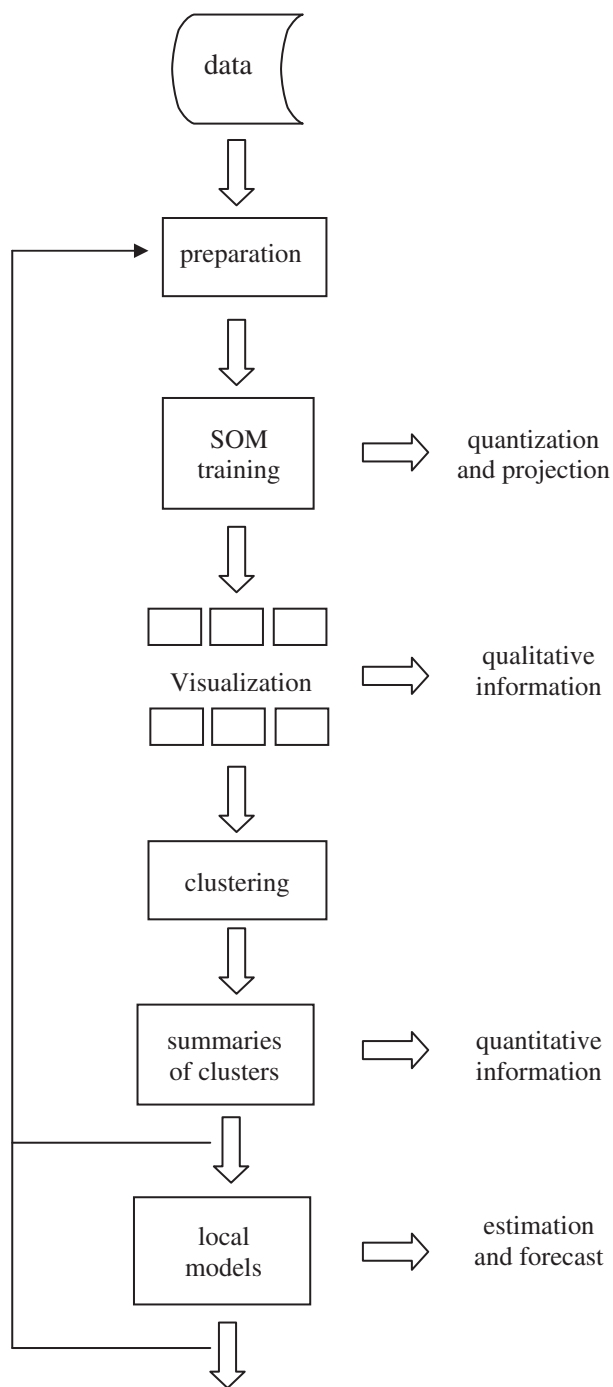 data
preparation
SOM
training
quantization
and projection
Visualization
qualitative
information
clustering
summaries
of clusters
quantitative
information
local
models
estimation
and forecast